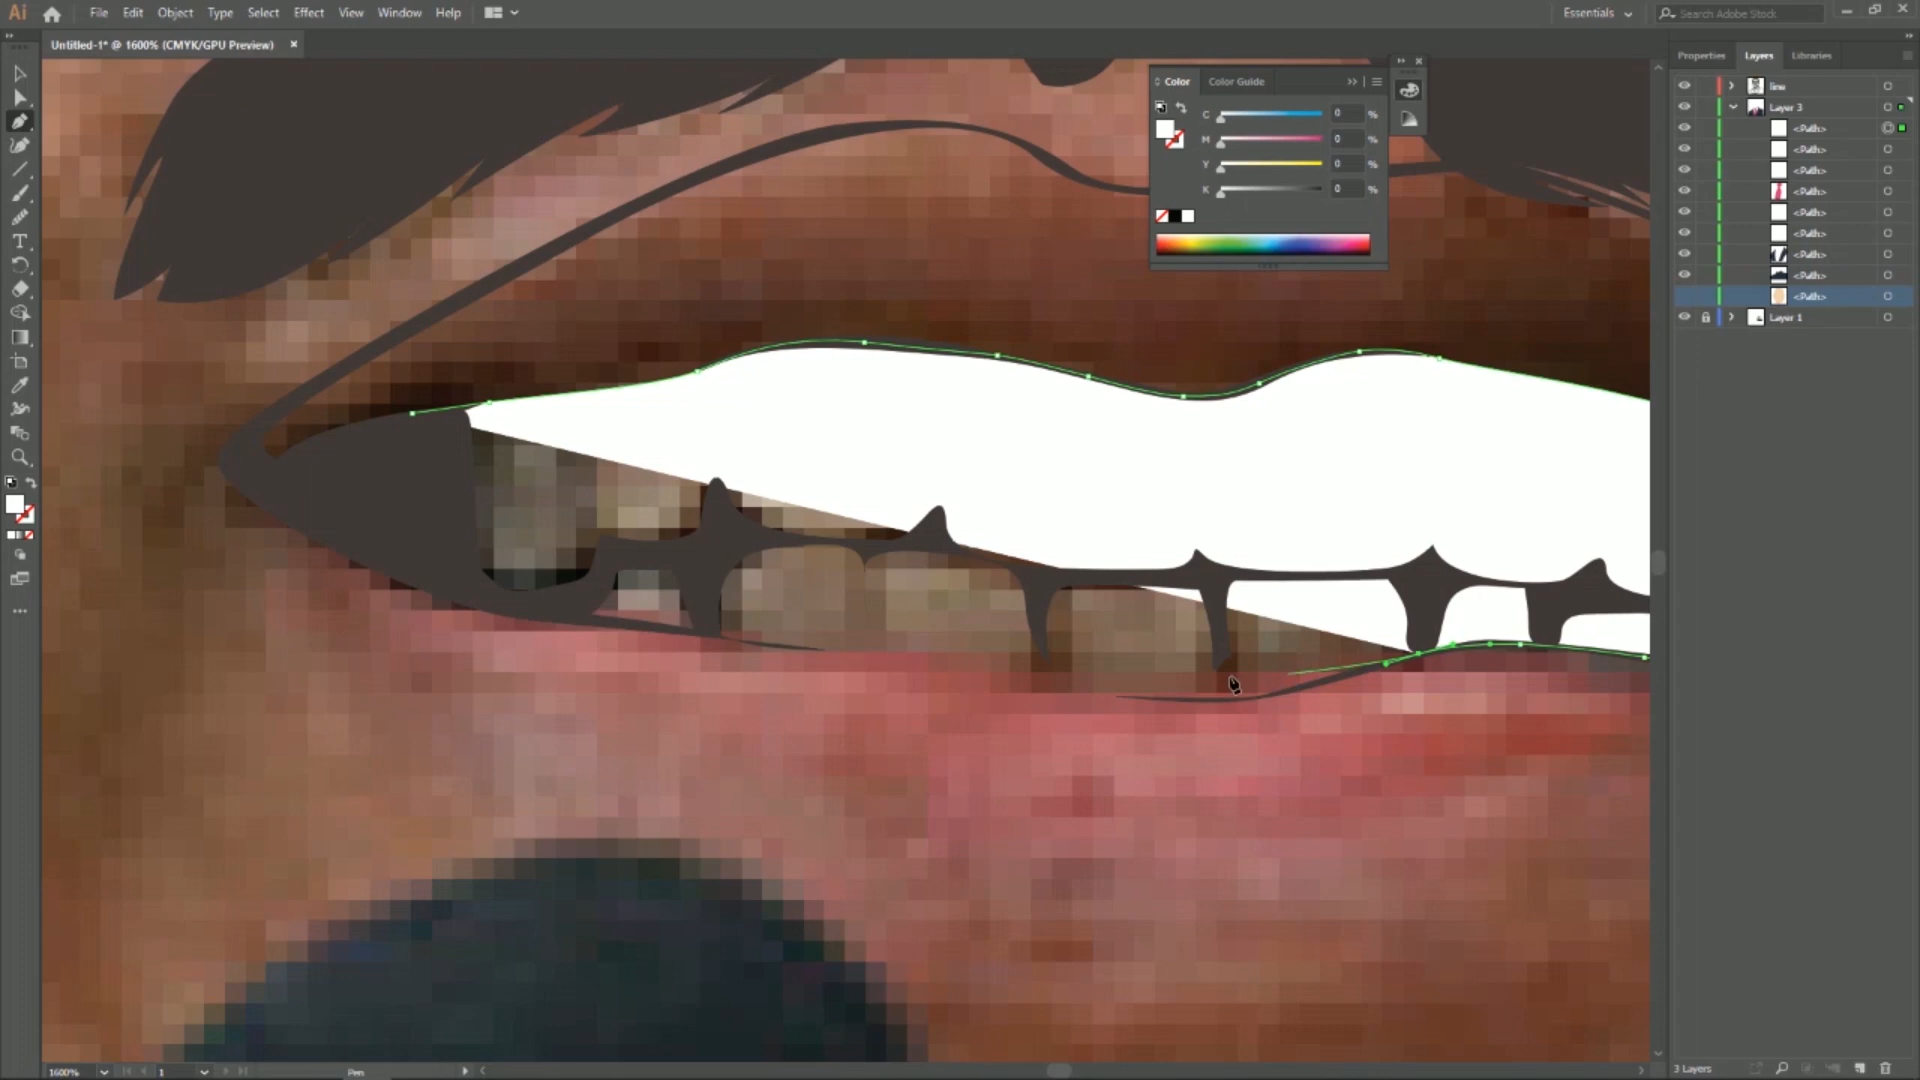 Ai File Edit Object Type Select Effect View Window Help Essentials Search Adobe Stock
Untitled-1* @ 1600% (CMYK/GPU Preview) ×
Properties Layers Libraries
Color Color Guide
line
Layer 3
C 0 %
M 0 %
Y 0 %
K 0 %
<Path>
<Path>
<Path>
<Path>
<Path>
<Path>
<Path>
<Path>
<Path>
Layer 1
1600% 1 Pen
3 Layers